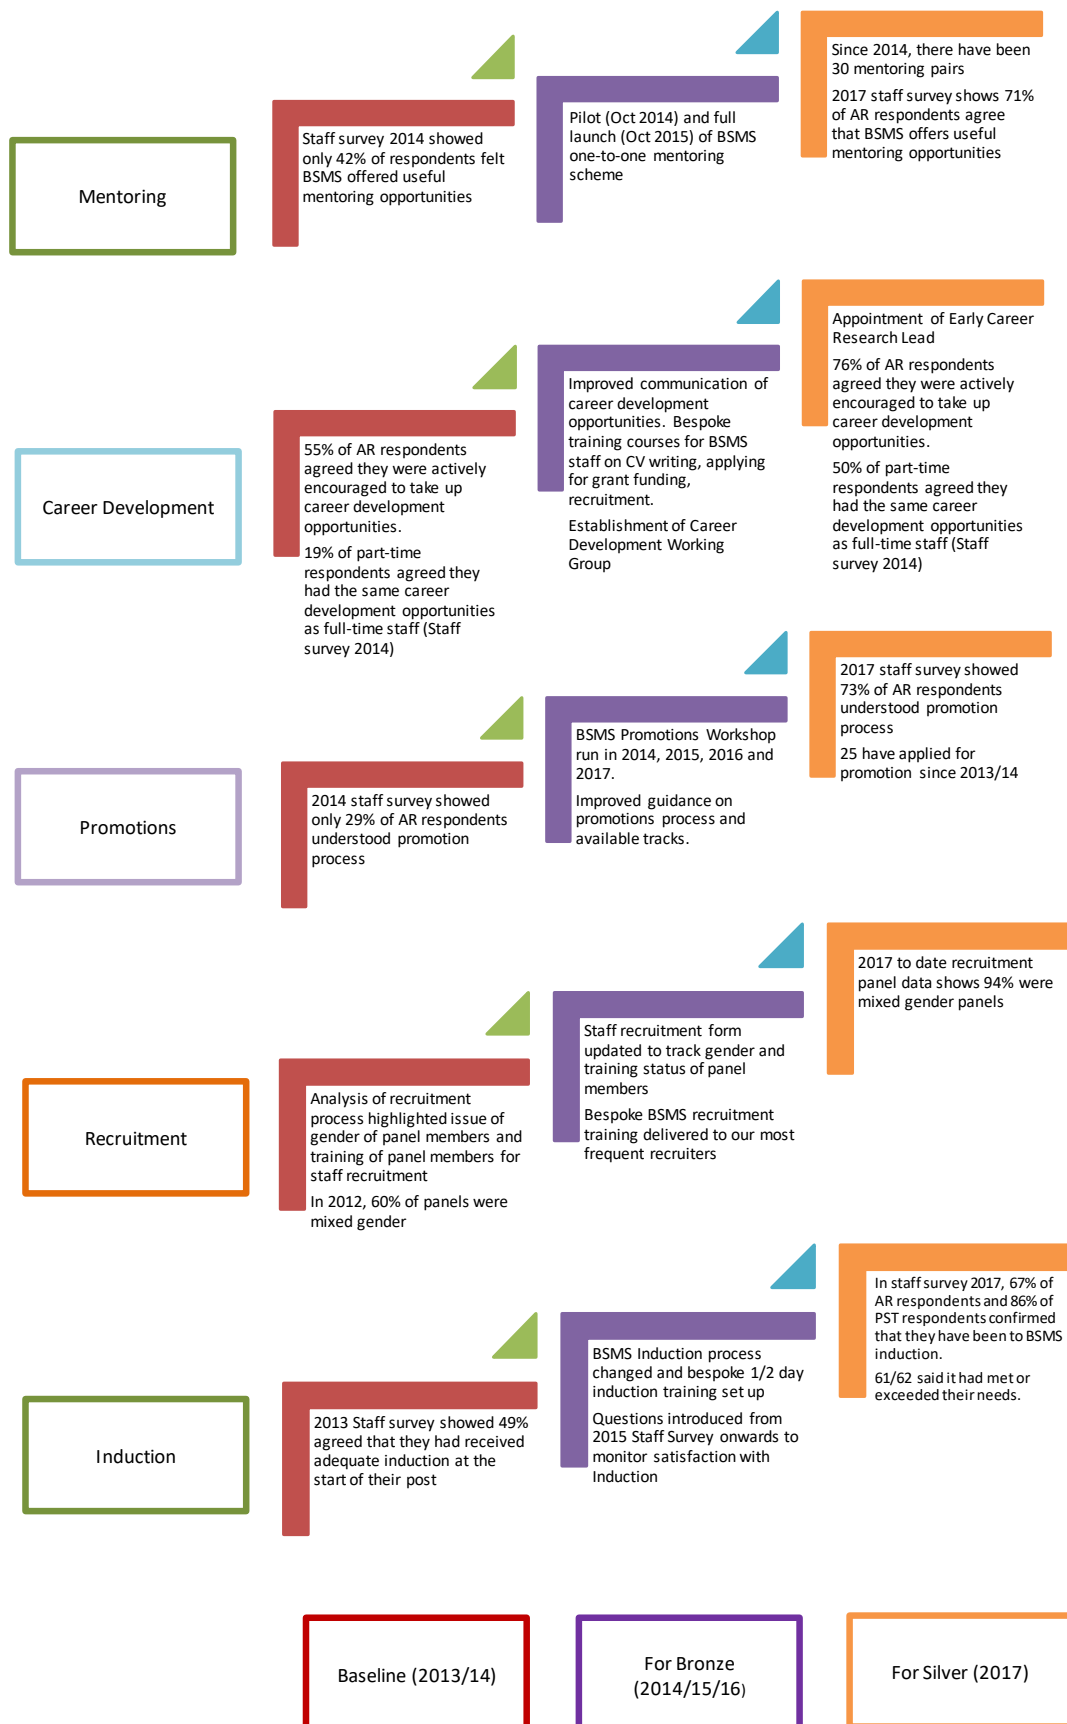 Mentoring
Staff survey 2014 showed
only 42% of respondents felt
BSMS offered useful
mentoring opportunities
Pilot (Oct 2014) and full
launch (Oct 2015) of BSMS
one-to-one mentoring
scheme
Since 2014, there have been
30 mentoring pairs
2017 staff survey shows 71%
of AR respondents agree
that BSMS offers useful
mentoring opportunities
Career Development
55% of AR respondents
agreed they were actively
encouraged to take up
career development
opportunities.
19% of part-time
respondents agreed they
had the same career
development opportunities
as full-time staff (Staff
survey 2014)
Improved communication of
career development
opportunities. Bespoke
training courses for BSMS
staff on CV writing, applying
for grant funding,
recruitment.
Establishment of Career
Development Working
Group
Appointment of Early Career
Research Lead
76% of AR respondents
agreed they were actively
encouraged to take up
career development
opportunities.
50% of part-time
respondents agreed they
had the same career
development opportunities
as full-time staff (Staff
survey 2014)
Promotions
2014 staff survey showed
only 29% of AR respondents
understood promotion
process
BSMS Promotions Workshop
run in 2014, 2015, 2016 and
2017.
Improved guidance on
promotions process and
available tracks.
2017 staff survey showed
73% of AR respondents
understood promotion
process
25 have applied for
promotion since 2013/14
Recruitment
Analysis of recruitment
process highlighted issue of
gender of panel members and
training of panel members for
staff recruitment
In 2012, 60% of panels were
mixed gender
Staff recruitment form
updated to track gender and
training status of panel
members
Bespoke BSMS recruitment
training delivered to our most
frequent recruiters
2017 to date recruitment
panel data shows 94% were
mixed gender panels
Induction
2013 Staff survey showed 49%
agreed that they had received
adequate induction at the
start of their post
BSMS Induction process
changed and bespoke 1/2 day
induction training set up
Questions introduced from
2015 Staff Survey onwards to
monitor satisfaction with
Induction
In staff survey 2017, 67% of
AR respondents and 86% of
PST respondents confirmed
that they have been to BSMS
induction.
61/62 said it had met or
exceeded their needs.
Baseline (2013/14)
For Bronze
(2014/15/16)
For Silver (2017)